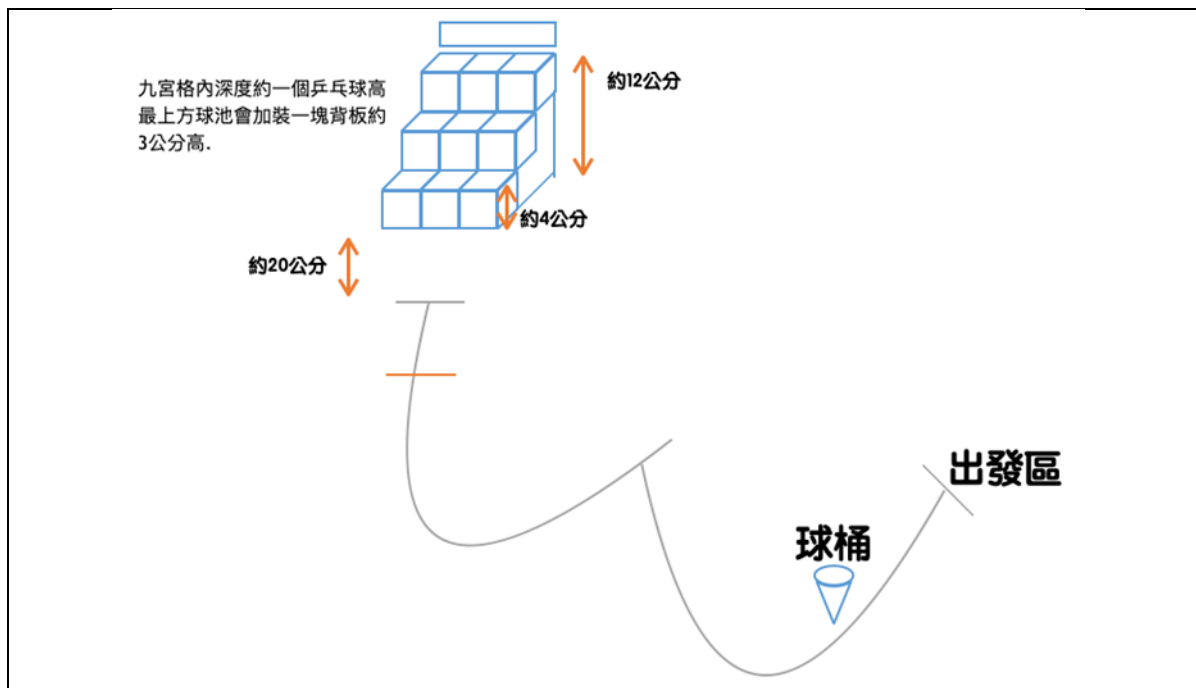 九宮格內深度約一個乒乓球高
最上方球池會加裝一塊背板約
3公分高.
約12公分
約4公分
約20公分
出發區
球桶